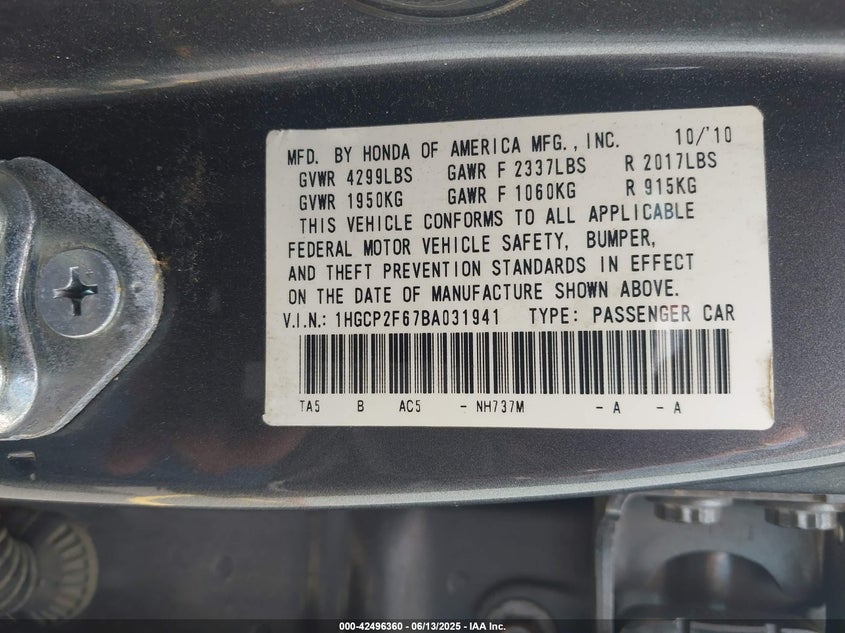 MFD. BY HONDA OF AMERICA MFG., INC. 10/'10
GVWR 4299LBS GAWR F 2337LBS R 2017LBS
GVWR 1950KG GAWR F 1060KG R 915KG
THIS VEHICLE CONFORMS TO ALL APPLICABLE
FEDERAL MOTOR VEHICLE SAFETY, BUMPER,
AND THEFT PREVENTION STANDARDS IN EFFECT
ON THE DATE OF MANUFACTURE SHOWN ABOVE.
V.I.N.: 1HGCP2F67BA031941 TYPE: PASSENGER CAR
TA5 B AC5 - NH737M - A - A
000-42496360 - 06/13/2025 - IAA Inc.